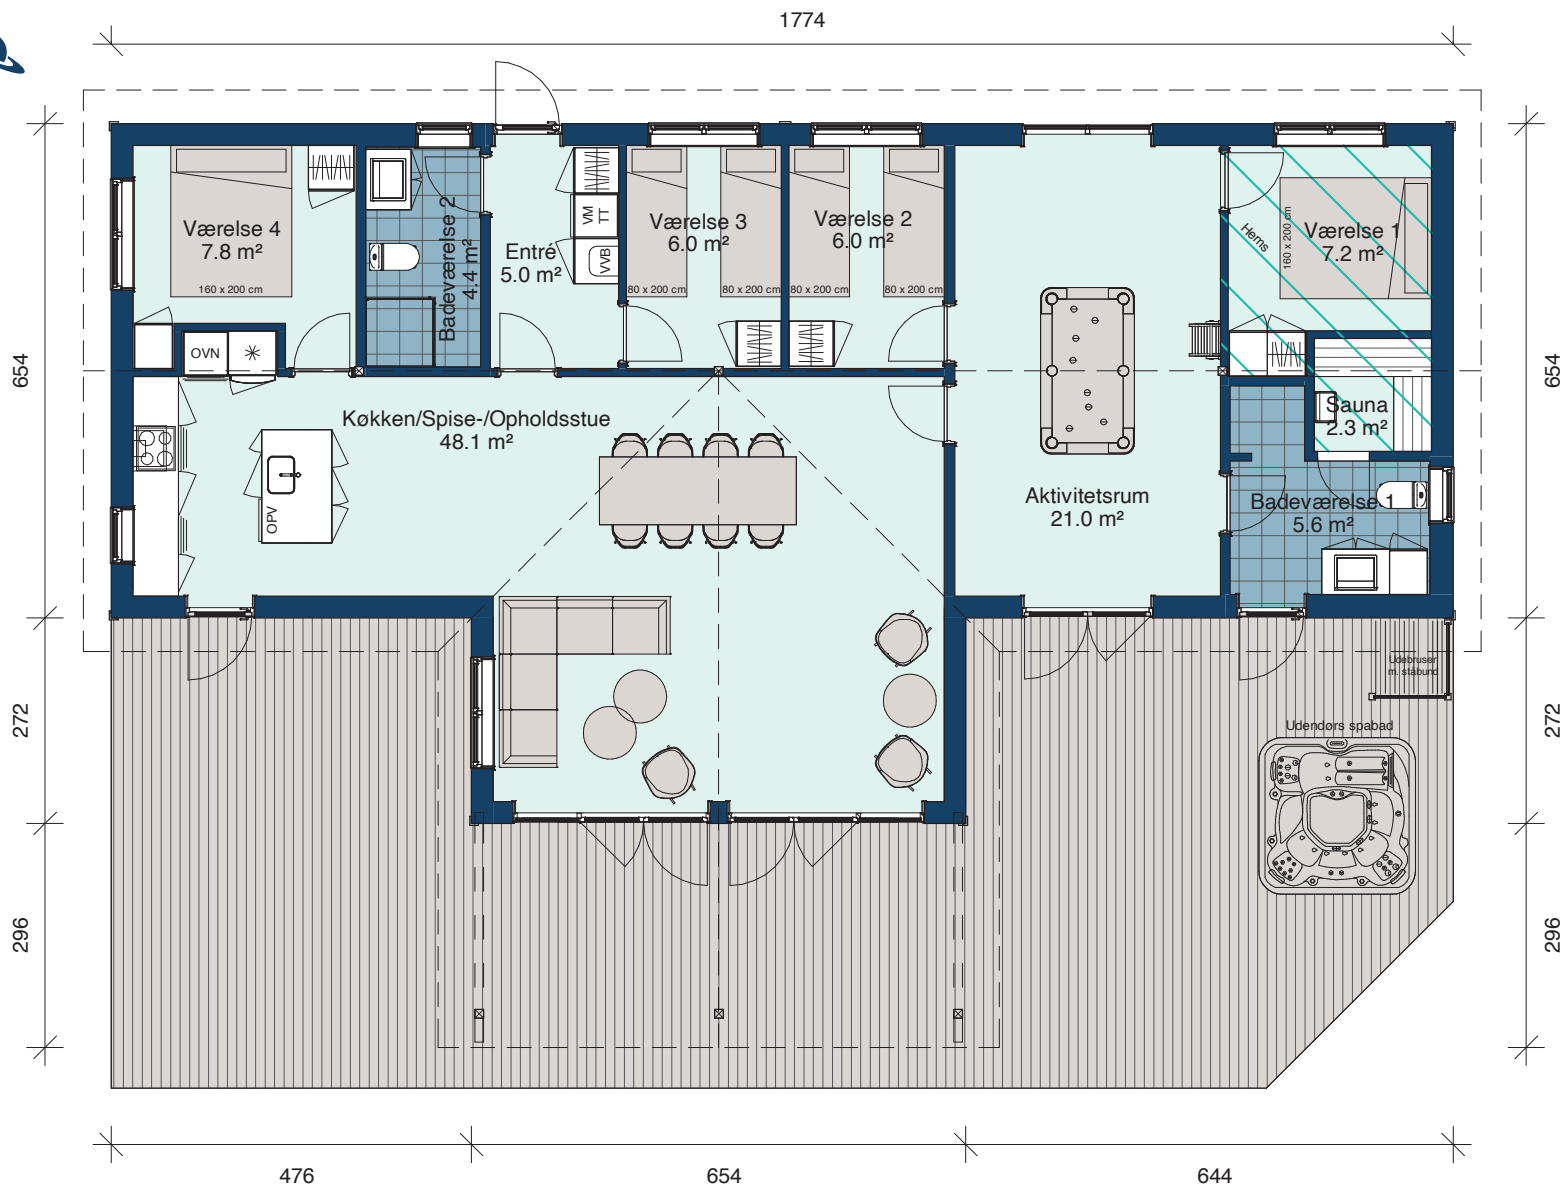 1774
Værelse 4
7.8 m²
160 x 200 cm
Badeværelse 2
4.4 m²
Entré
5.0 m²
VM
TT
VVB
Værelse 3
6.0 m²
80 x 200 cm
80 x 200 cm
Værelse 2
6.0 m²
80 x 200 cm
80 x 200 cm
Hems
160 x 200 cm
Værelse 1
7.2 m²
654
654
OVN
Køkken/Spise-/Opholdsstue
48.1 m²
OPV
Aktivitetsrum
21.0 m²
Sauna
2.3 m²
Badeværelse 1
5.6 m²
Udebruser
m. ståbund
272
272
Udendørs spabad
296
296
476
654
644